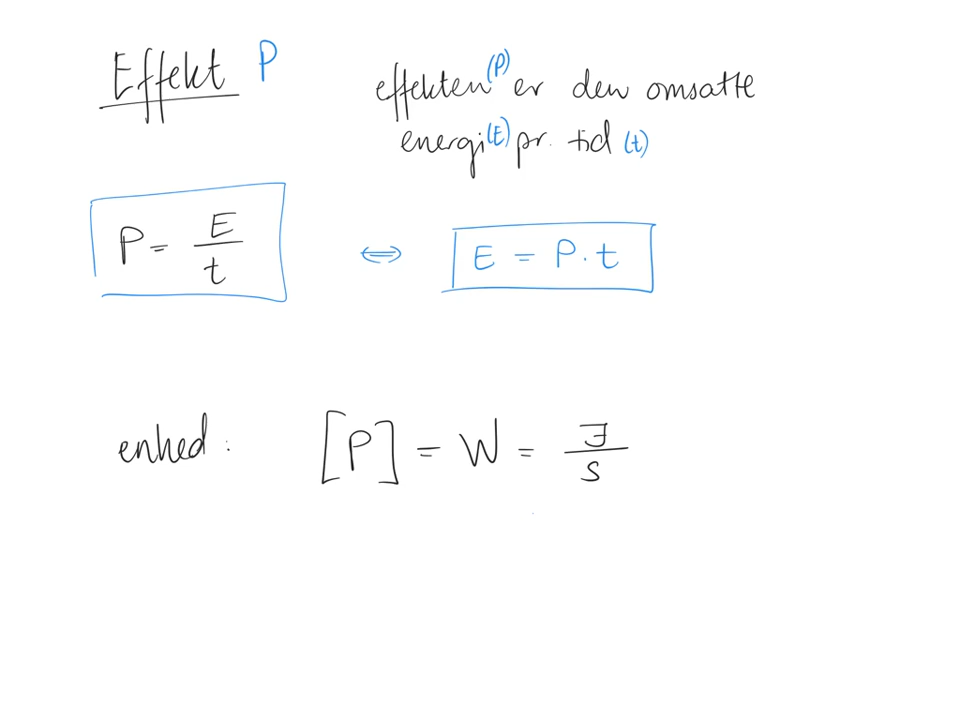 Effekt P
effekten (P) er den omsatte
energi (E) pr. tid (t)
P = E/t ⇔ E = P · t
enhed : [P] = W = J/s